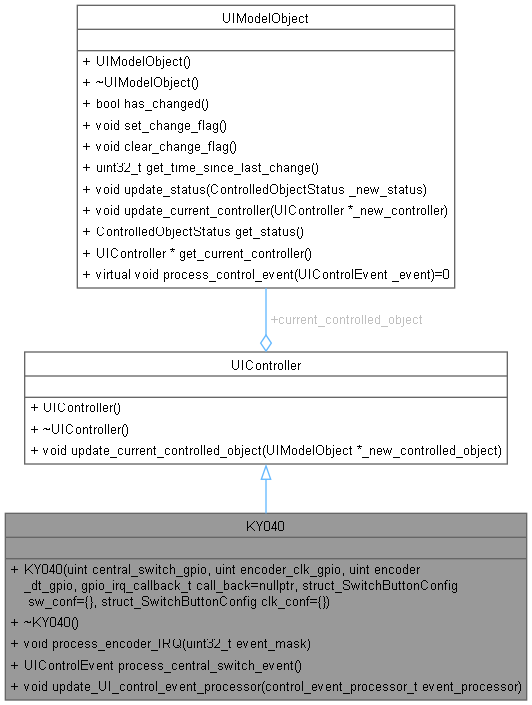 UIModelObject
+ UIModelObject()
+ ~UIModelObject()
+ bool has_changed()
+ void set_change_flag()
+ void clear_change_flag()
+ uint32_t get_time_since_last_change()
+ void update_status(ControlledObjectStatus _new_status)
+ void update_current_controller(UIController *_new_controller)
+ ControlledObjectStatus get_status()
+ UIController * get_current_controller()
+ virtual void process_control_event(UIControlEvent _event)=0
+current_controlled_object
UIController
+ UIController()
+ ~UIController()
+ void update_current_controlled_object(UIModelObject *_new_controlled_object)
KY040
+ KY040(uint central_switch_gpio, uint encoder_clk_gpio, uint encoder
_dt_gpio, gpio_irq_callback_t call_back=nullptr, struct_SwitchButtonConfig
sw_conf={}, struct_SwitchButtonConfig clk_conf={})
+ ~KY040()
+ void process_encoder_IRQ(uint32_t event_mask)
+ UIControlEvent process_central_switch_event()
+ void update_UI_control_event_processor(control_event_processor_t event_processor)